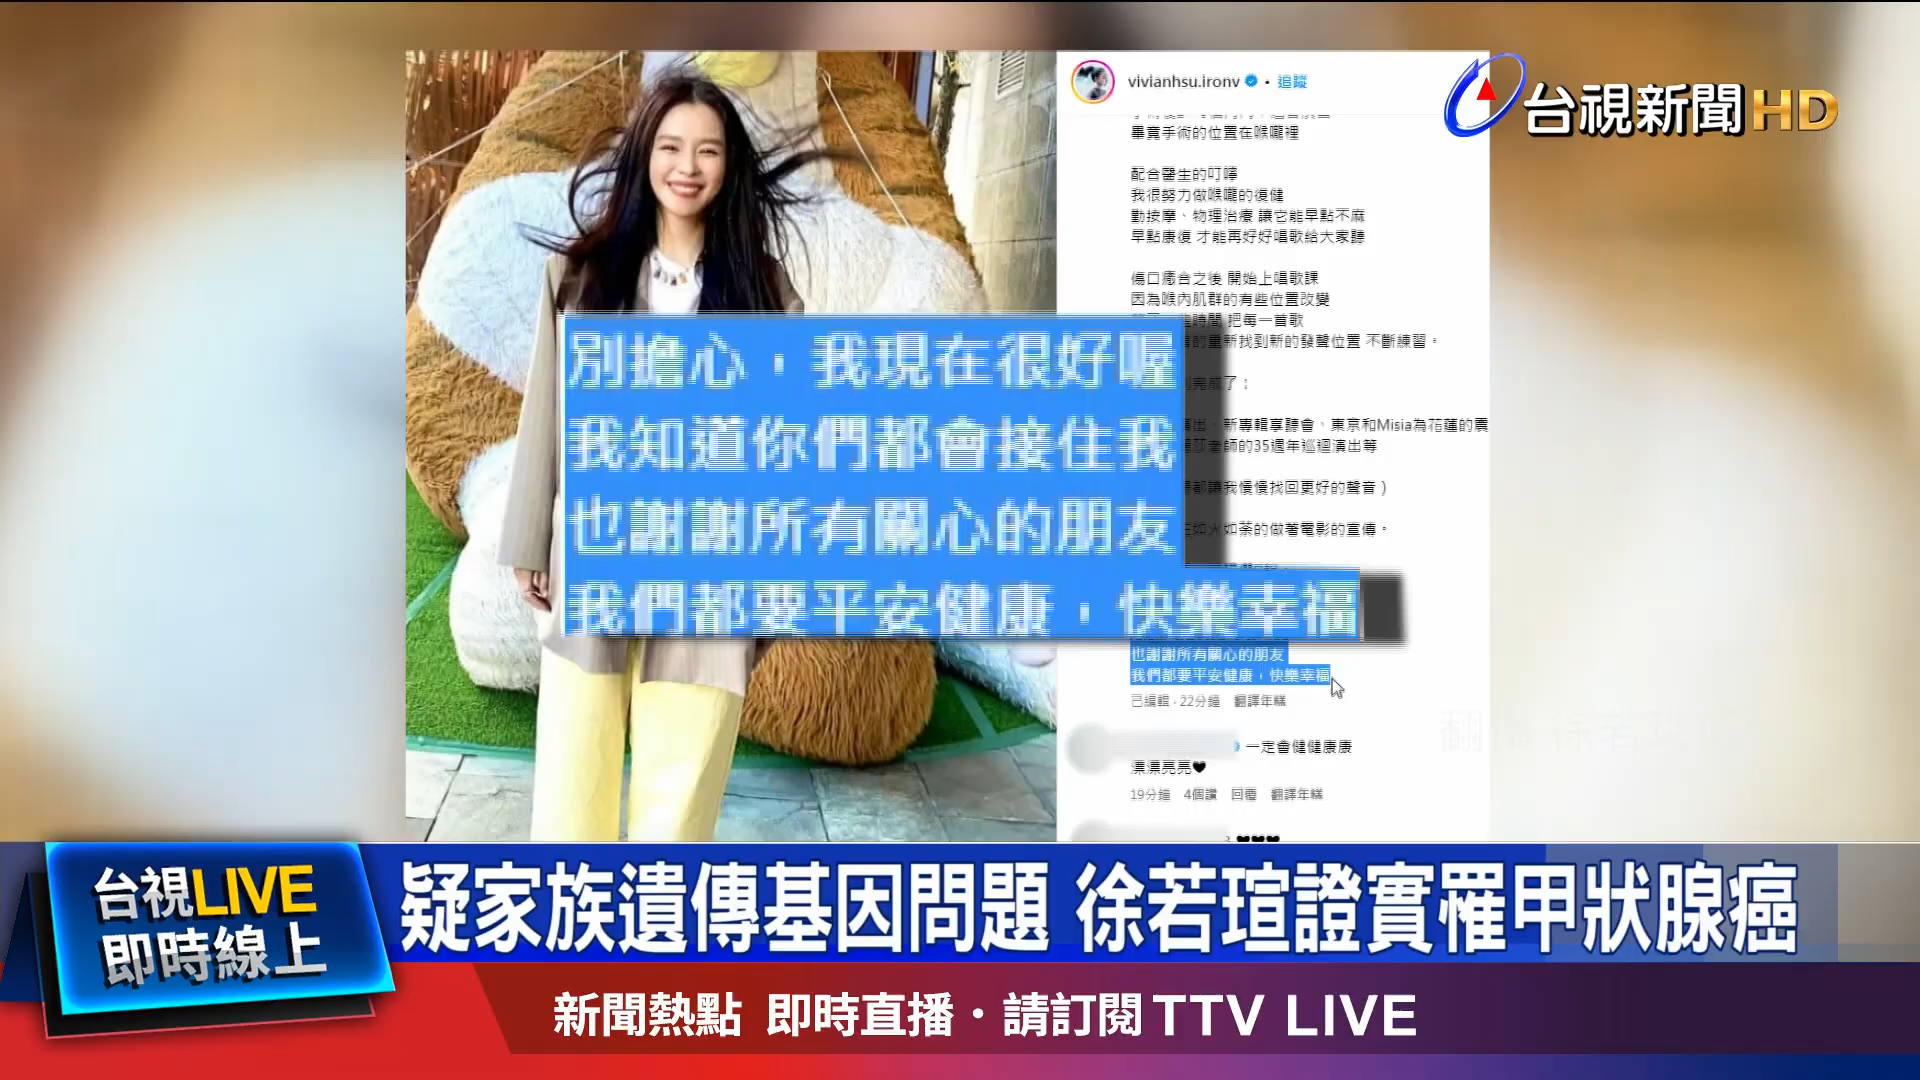 vivianhsu.ironv • 追蹤
台視新聞HD
畢竟手術的位置在喉嚨裡
配合醫生的叮嚀
我很努力做喉嚨的復健
勤按摩、物理治療 讓它能早點不麻
早點康復 才能再好好唱歌給大家聽
傷口癒合之後 開始上唱歌課
因為喉內肌群的有些位置改變
時間 把每一首歌
的重新找到新的發聲位置 不斷練習。
完成了：
演出、新專輯享聽會、東京和Misia為花蓮的震
老師的35週年巡迴演出等
都讓我慢慢找回更好的聲音）
如火如荼的做著電影的宣傳。
別擔心，我現在很好喔
我知道你們都會接住我
也謝謝所有關心的朋友
我們都要平安健康，快樂幸福
也謝謝所有關心的朋友
我們都要平安健康，快樂幸福
已編輯 · 22分鐘 翻譯年糕
一定會健健康康
漂漂亮亮🖤
19分鐘 4個讚 回覆 翻譯年糕
台視LIVE
即時線上
疑家族遺傳基因問題 徐若瑄證實罹甲狀腺癌
新聞熱點 即時直播・請訂閱TTV LIVE